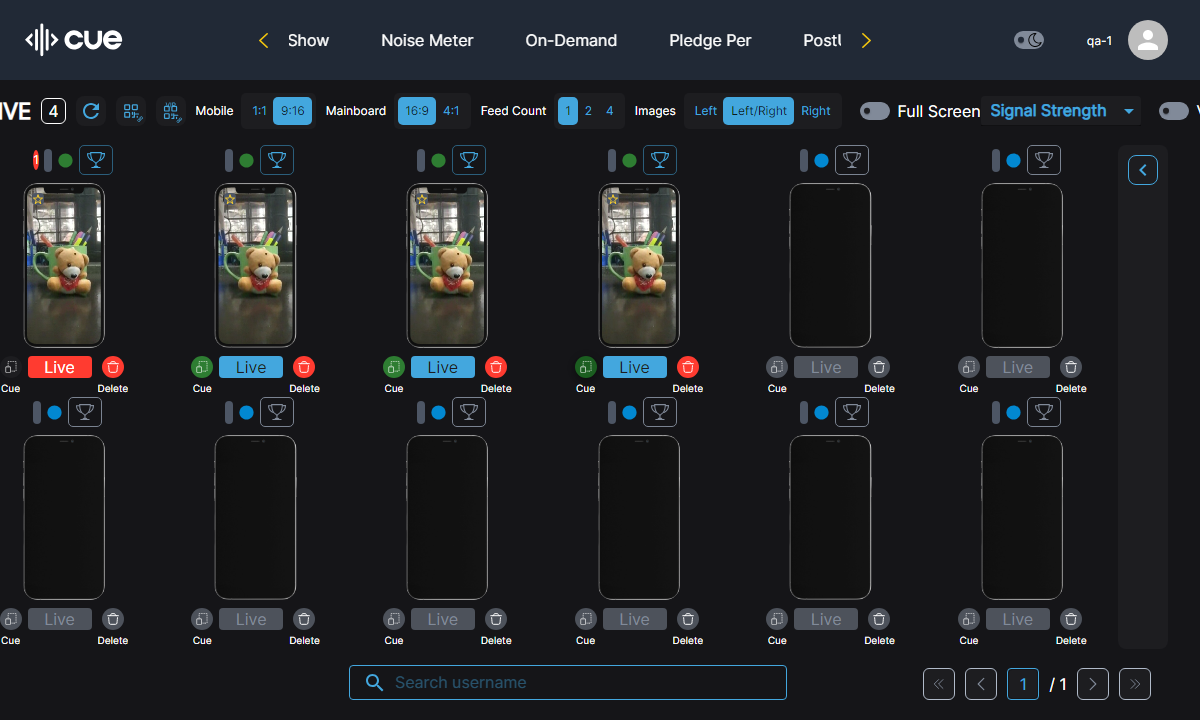 cue
Show Noise Meter On-Demand Pledge Per PostU qa-1
IVE 4 Mobile 1:1 9:16 Mainboard 16:9 4:1 Feed Count 1 2 4 Images Left Left/Right Right Full Screen Signal Strength V
1
Live Live Live Live Live Live
Cue Delete Cue Delete Cue Delete Cue Delete Cue Delete Cue Delete
Live Live Live Live Live Live
Cue Delete Cue Delete Cue Delete Cue Delete Cue Delete Cue Delete
Search username
1 / 1